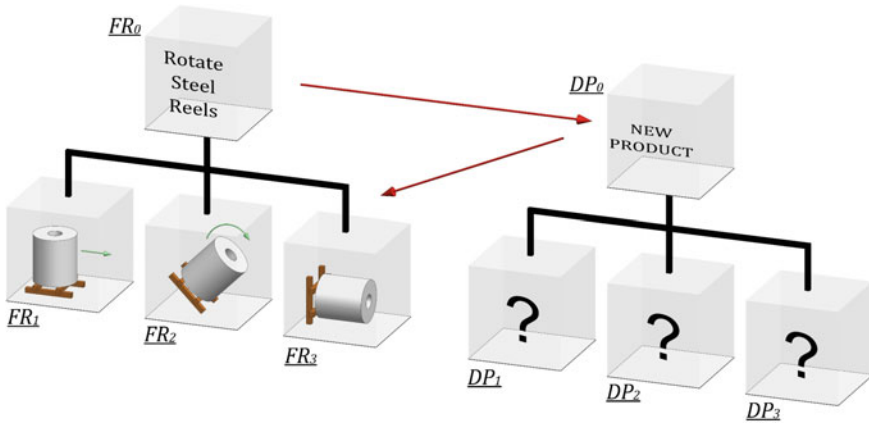 FR0
Rotate
Steel
Reels
DP0
NEW
PRODUCT
FR1
FR2
FR3
?
?
?
DP1
DP2
DP3